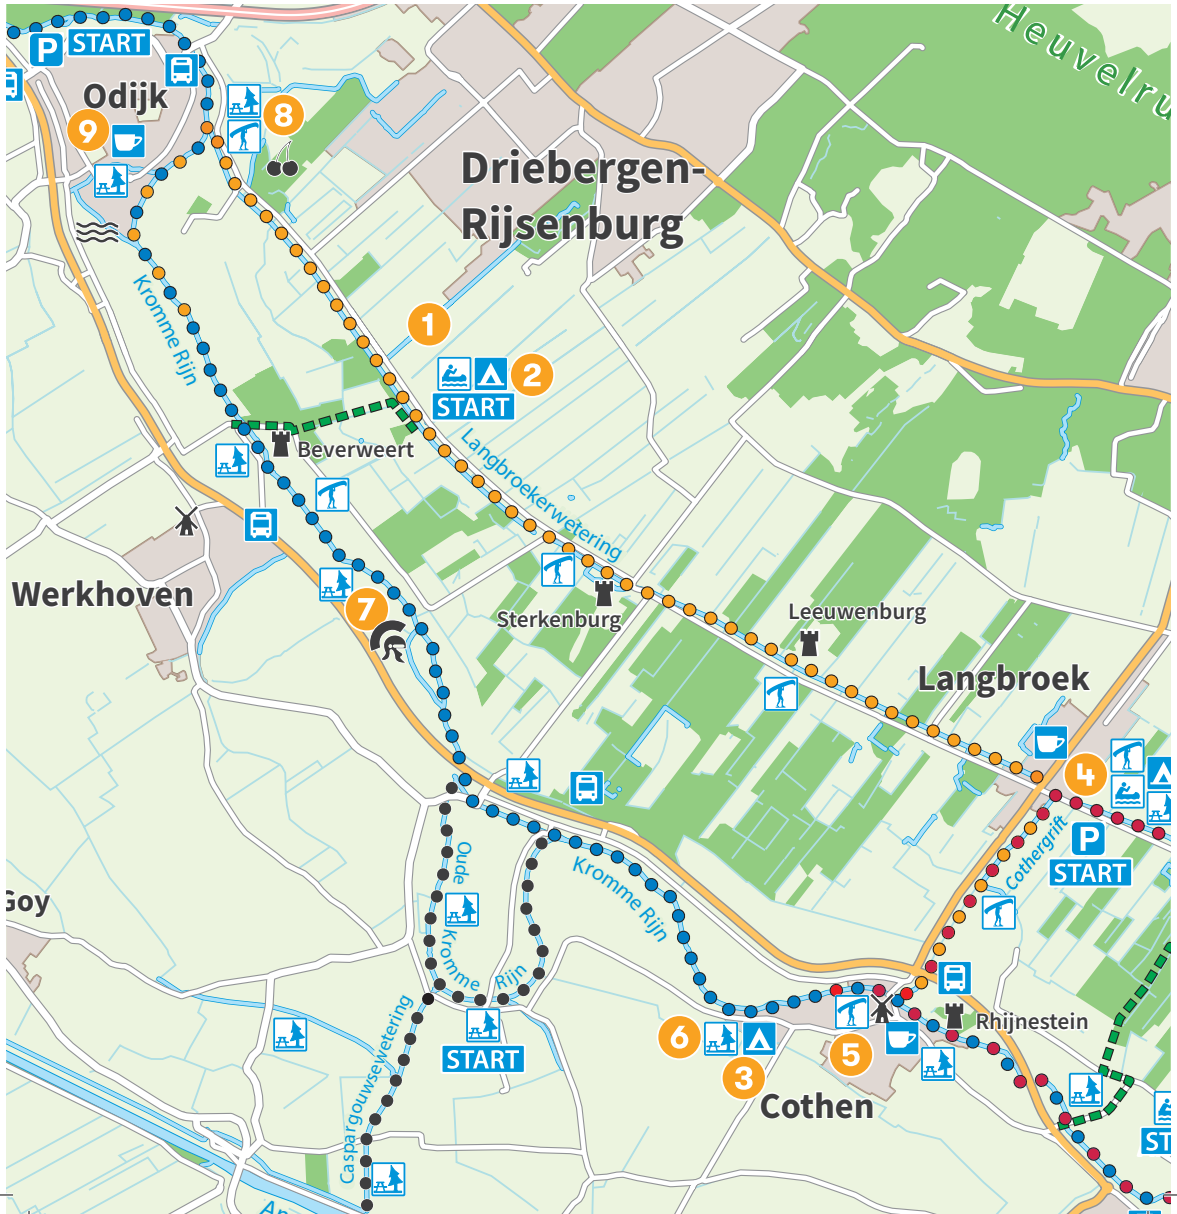 Heuvelru
P START
Odijk
9
8
Driebergen-
Rijsenburg
Kromme Rijn
1
2
START
Beverweert
Langbroekerwetering
Werkhoven
7
Sterkenburg
Leeuwenburg
Langbroek
4
P
START
Cothergrift
Oude
Kromme
Rijn
Kromme Rijn
Goy
Caspargouwsewetering
START
6
3
5
Rhijnestein
Cothen
ST